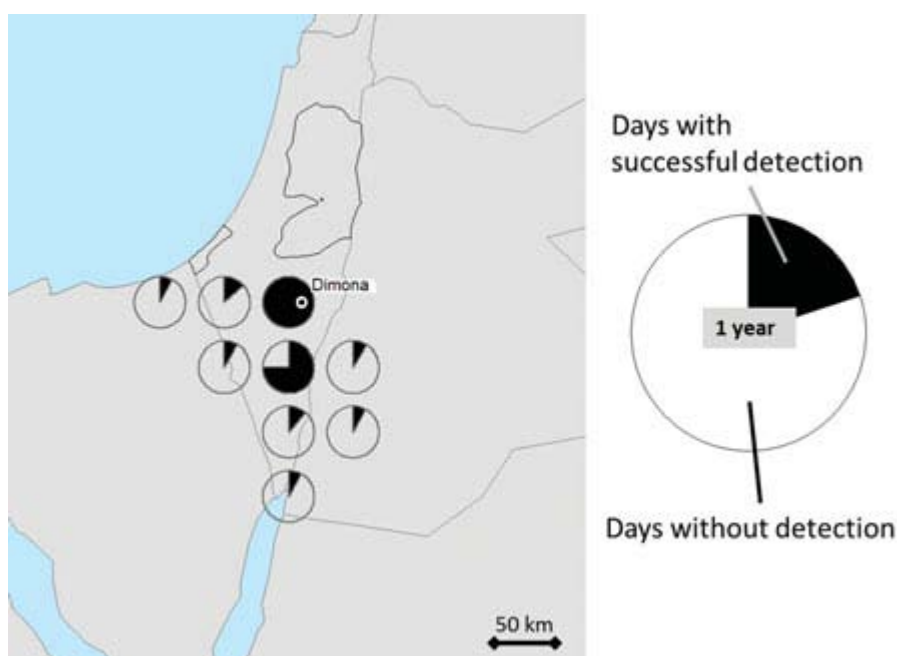 Dimona
50 km
Days with
successful detection
1 year
Days without detection